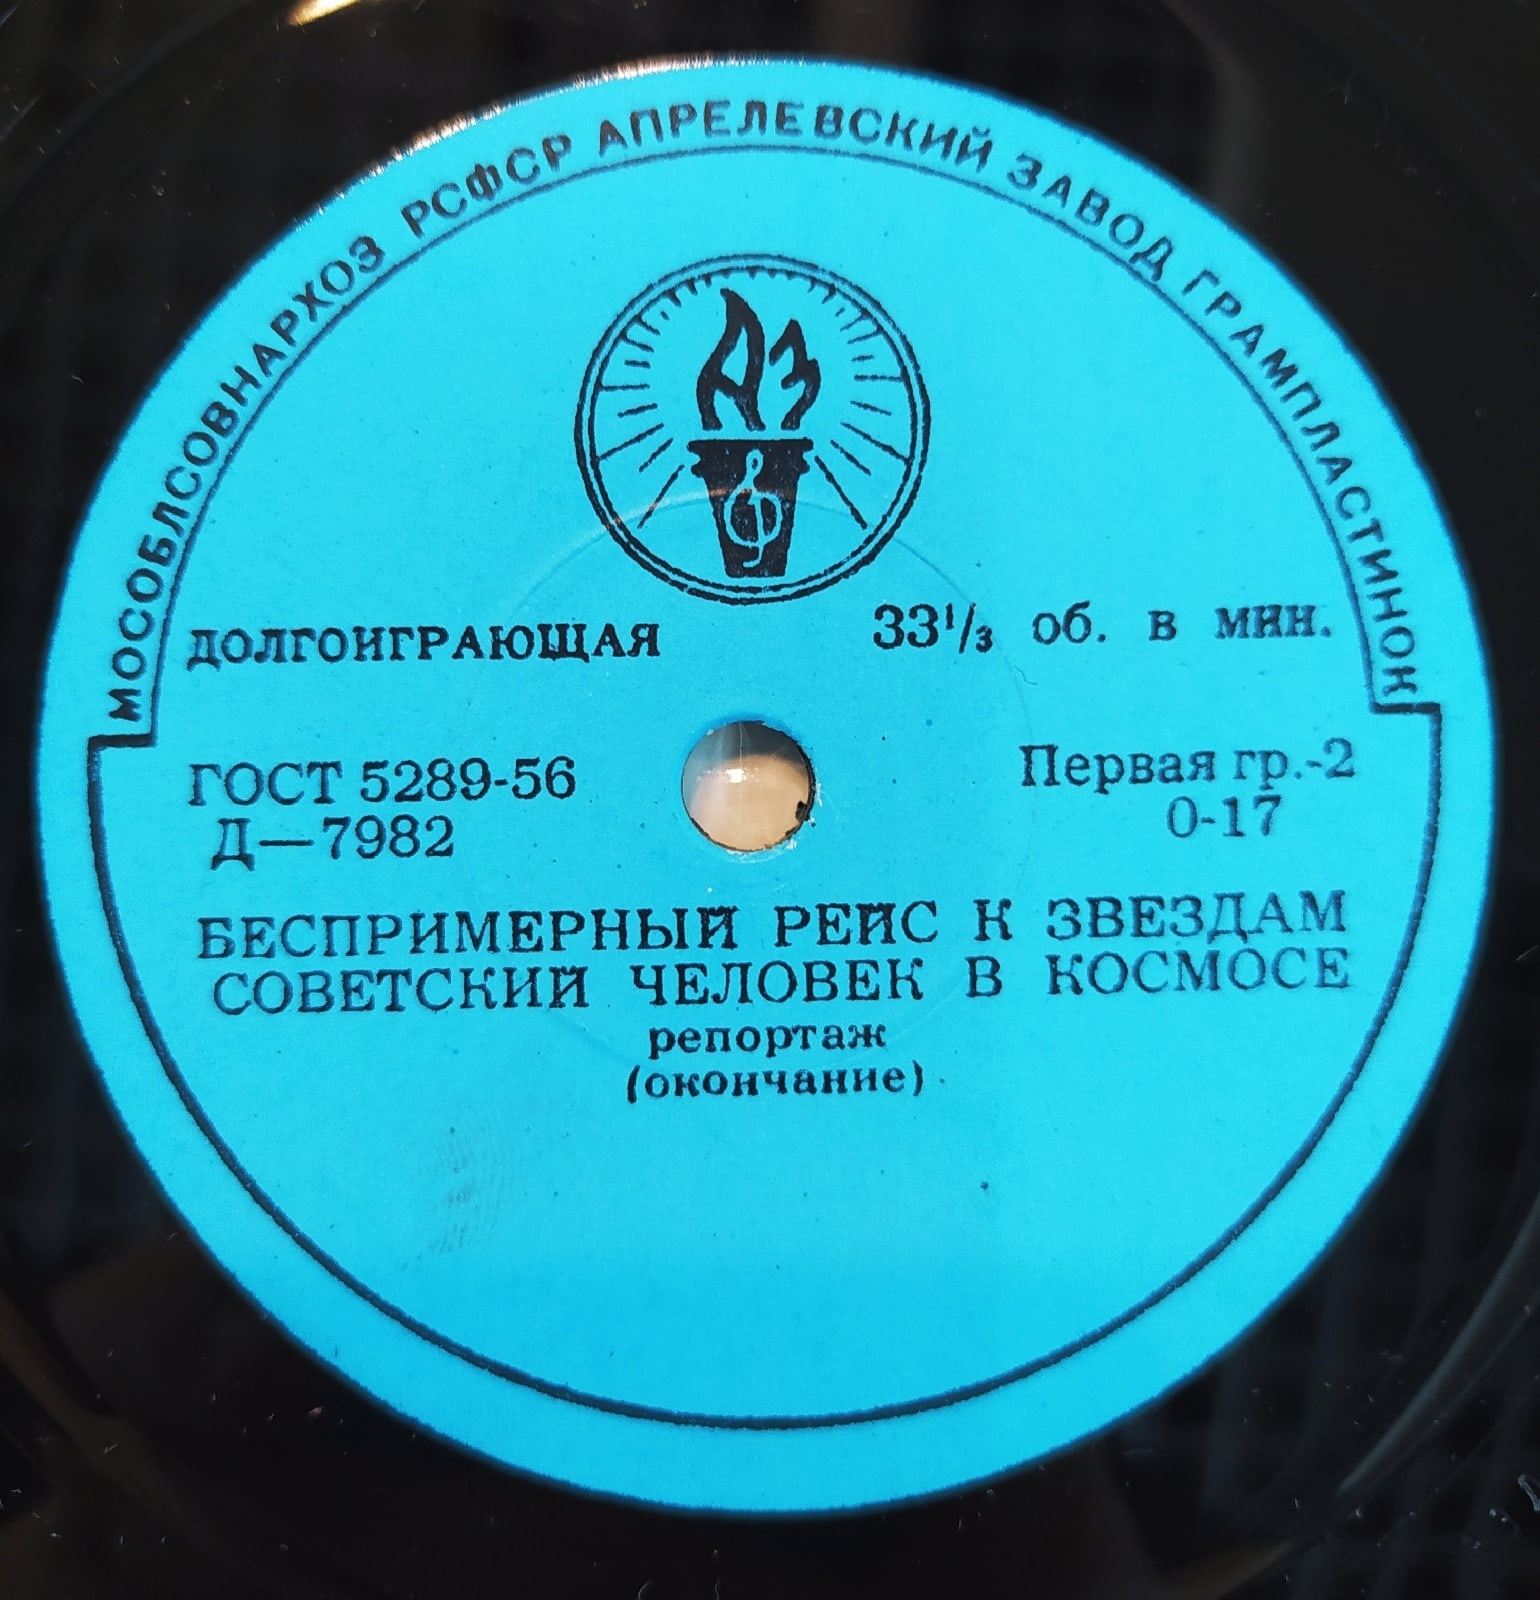 МОСОБЛСОВНАРХОЗ РСФСР АПРЕЛЕВСКИЙ ЗАВОД ГРАМПЛАСТИНОК
АЗ
ДОЛГОИГРАЮЩАЯ 33¹/₃ об. в мин.
ГОСТ 5289-56 Первая гр.-2
Д—7982 0-17
БЕСПРИМЕРНЫЙ РЕЙС К ЗВЕЗДАМ
СОВЕТСКИЙ ЧЕЛОВЕК В КОСМОСЕ
репортаж
(окончание)